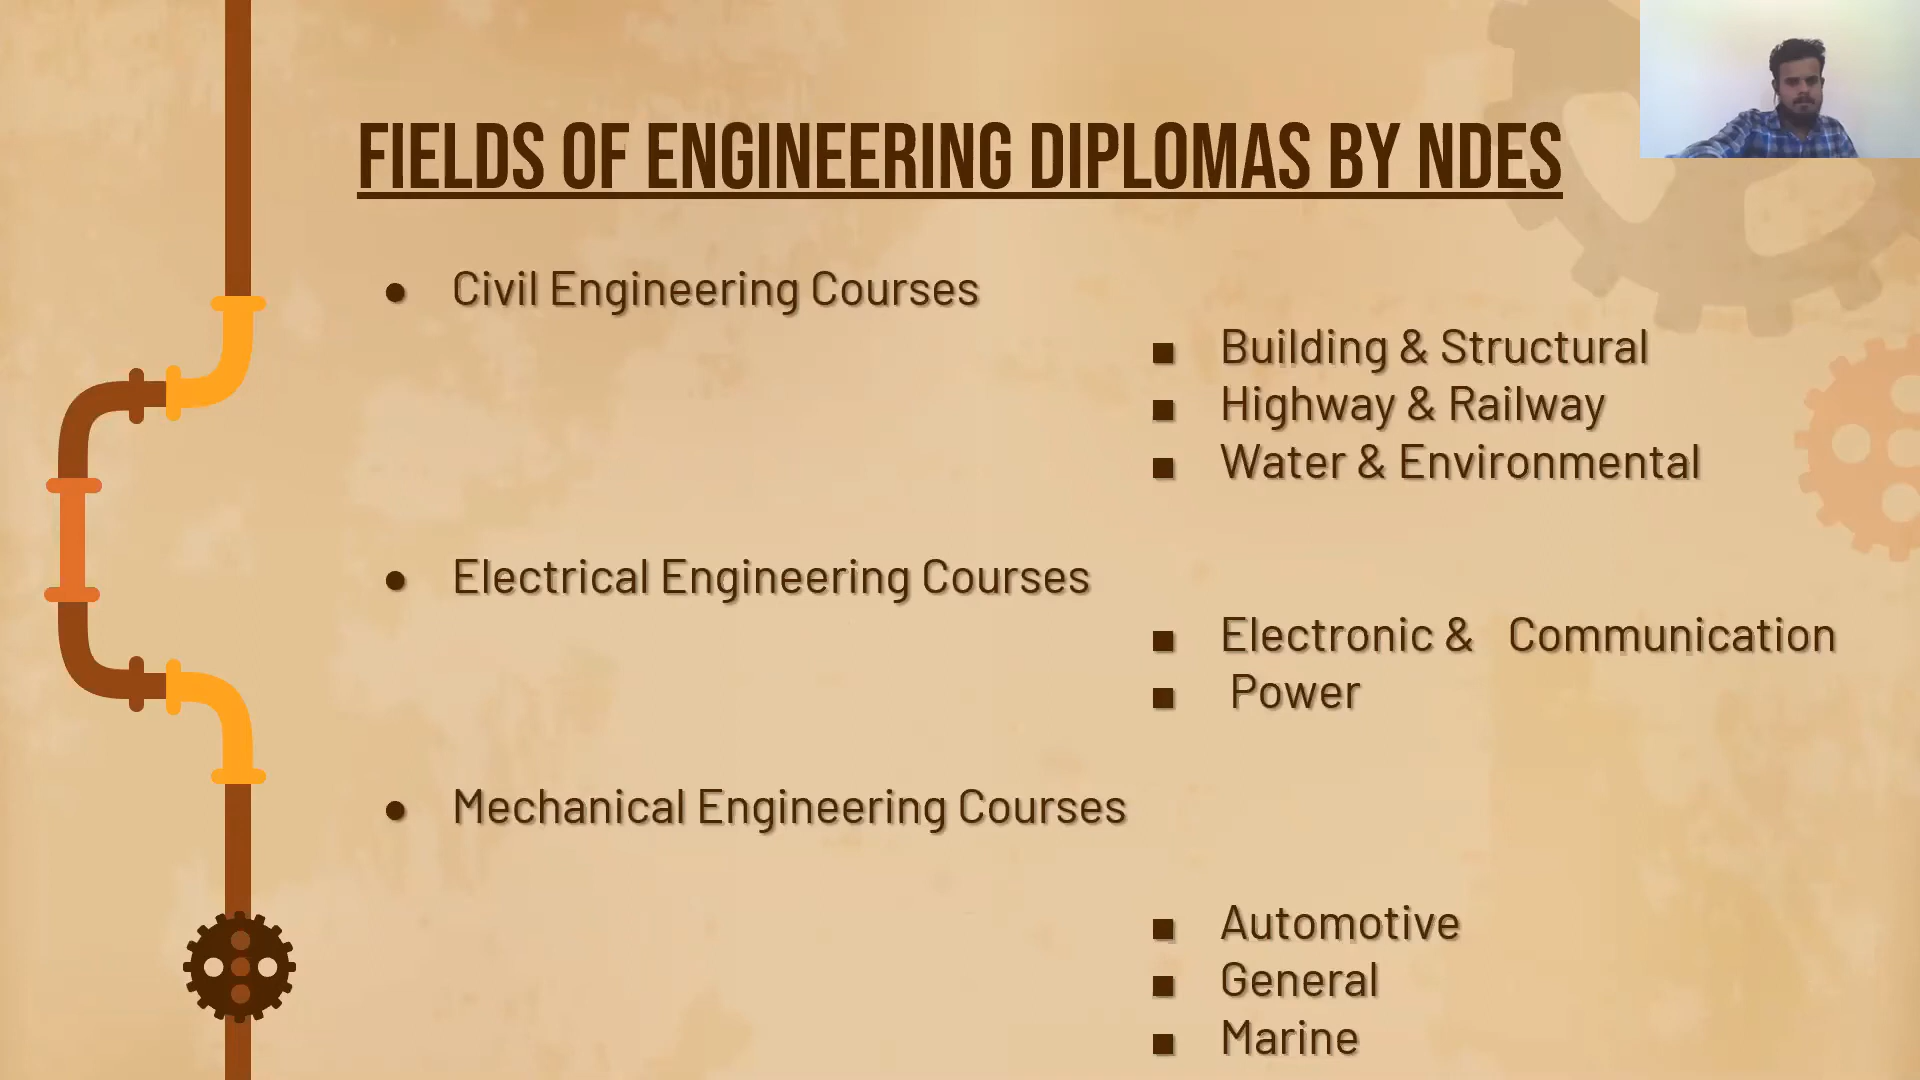 FIELDS OF ENGINEERING DIPLOMAS BY NDES
• Civil Engineering Courses
▪ Building & Structural
▪ Highway & Railway
▪ Water & Environmental
• Electrical Engineering Courses
▪ Electronic & Communication
▪ Power
• Mechanical Engineering Courses
▪ Automotive
▪ General
▪ Marine